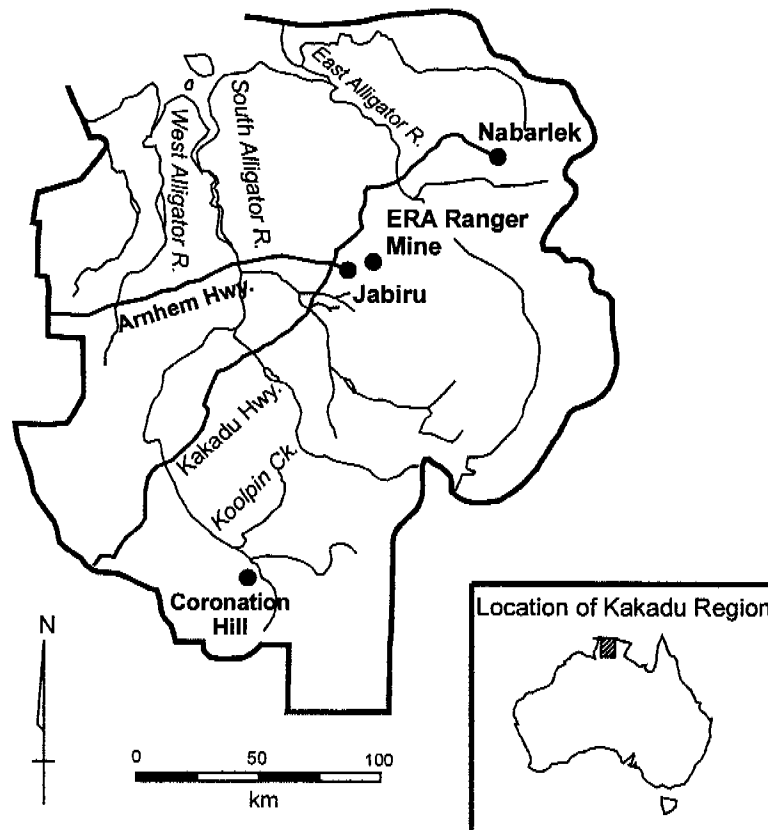 East Alligator R.
South Alligator R.
West Alligator R.
Nabarlek
ERA Ranger
Mine
Jabiru
Arnhem Hwy.
Kakadu Hwy.
Koolpin Ck.
Coronation
Hill
N
0 50 100
km
Location of Kakadu Region